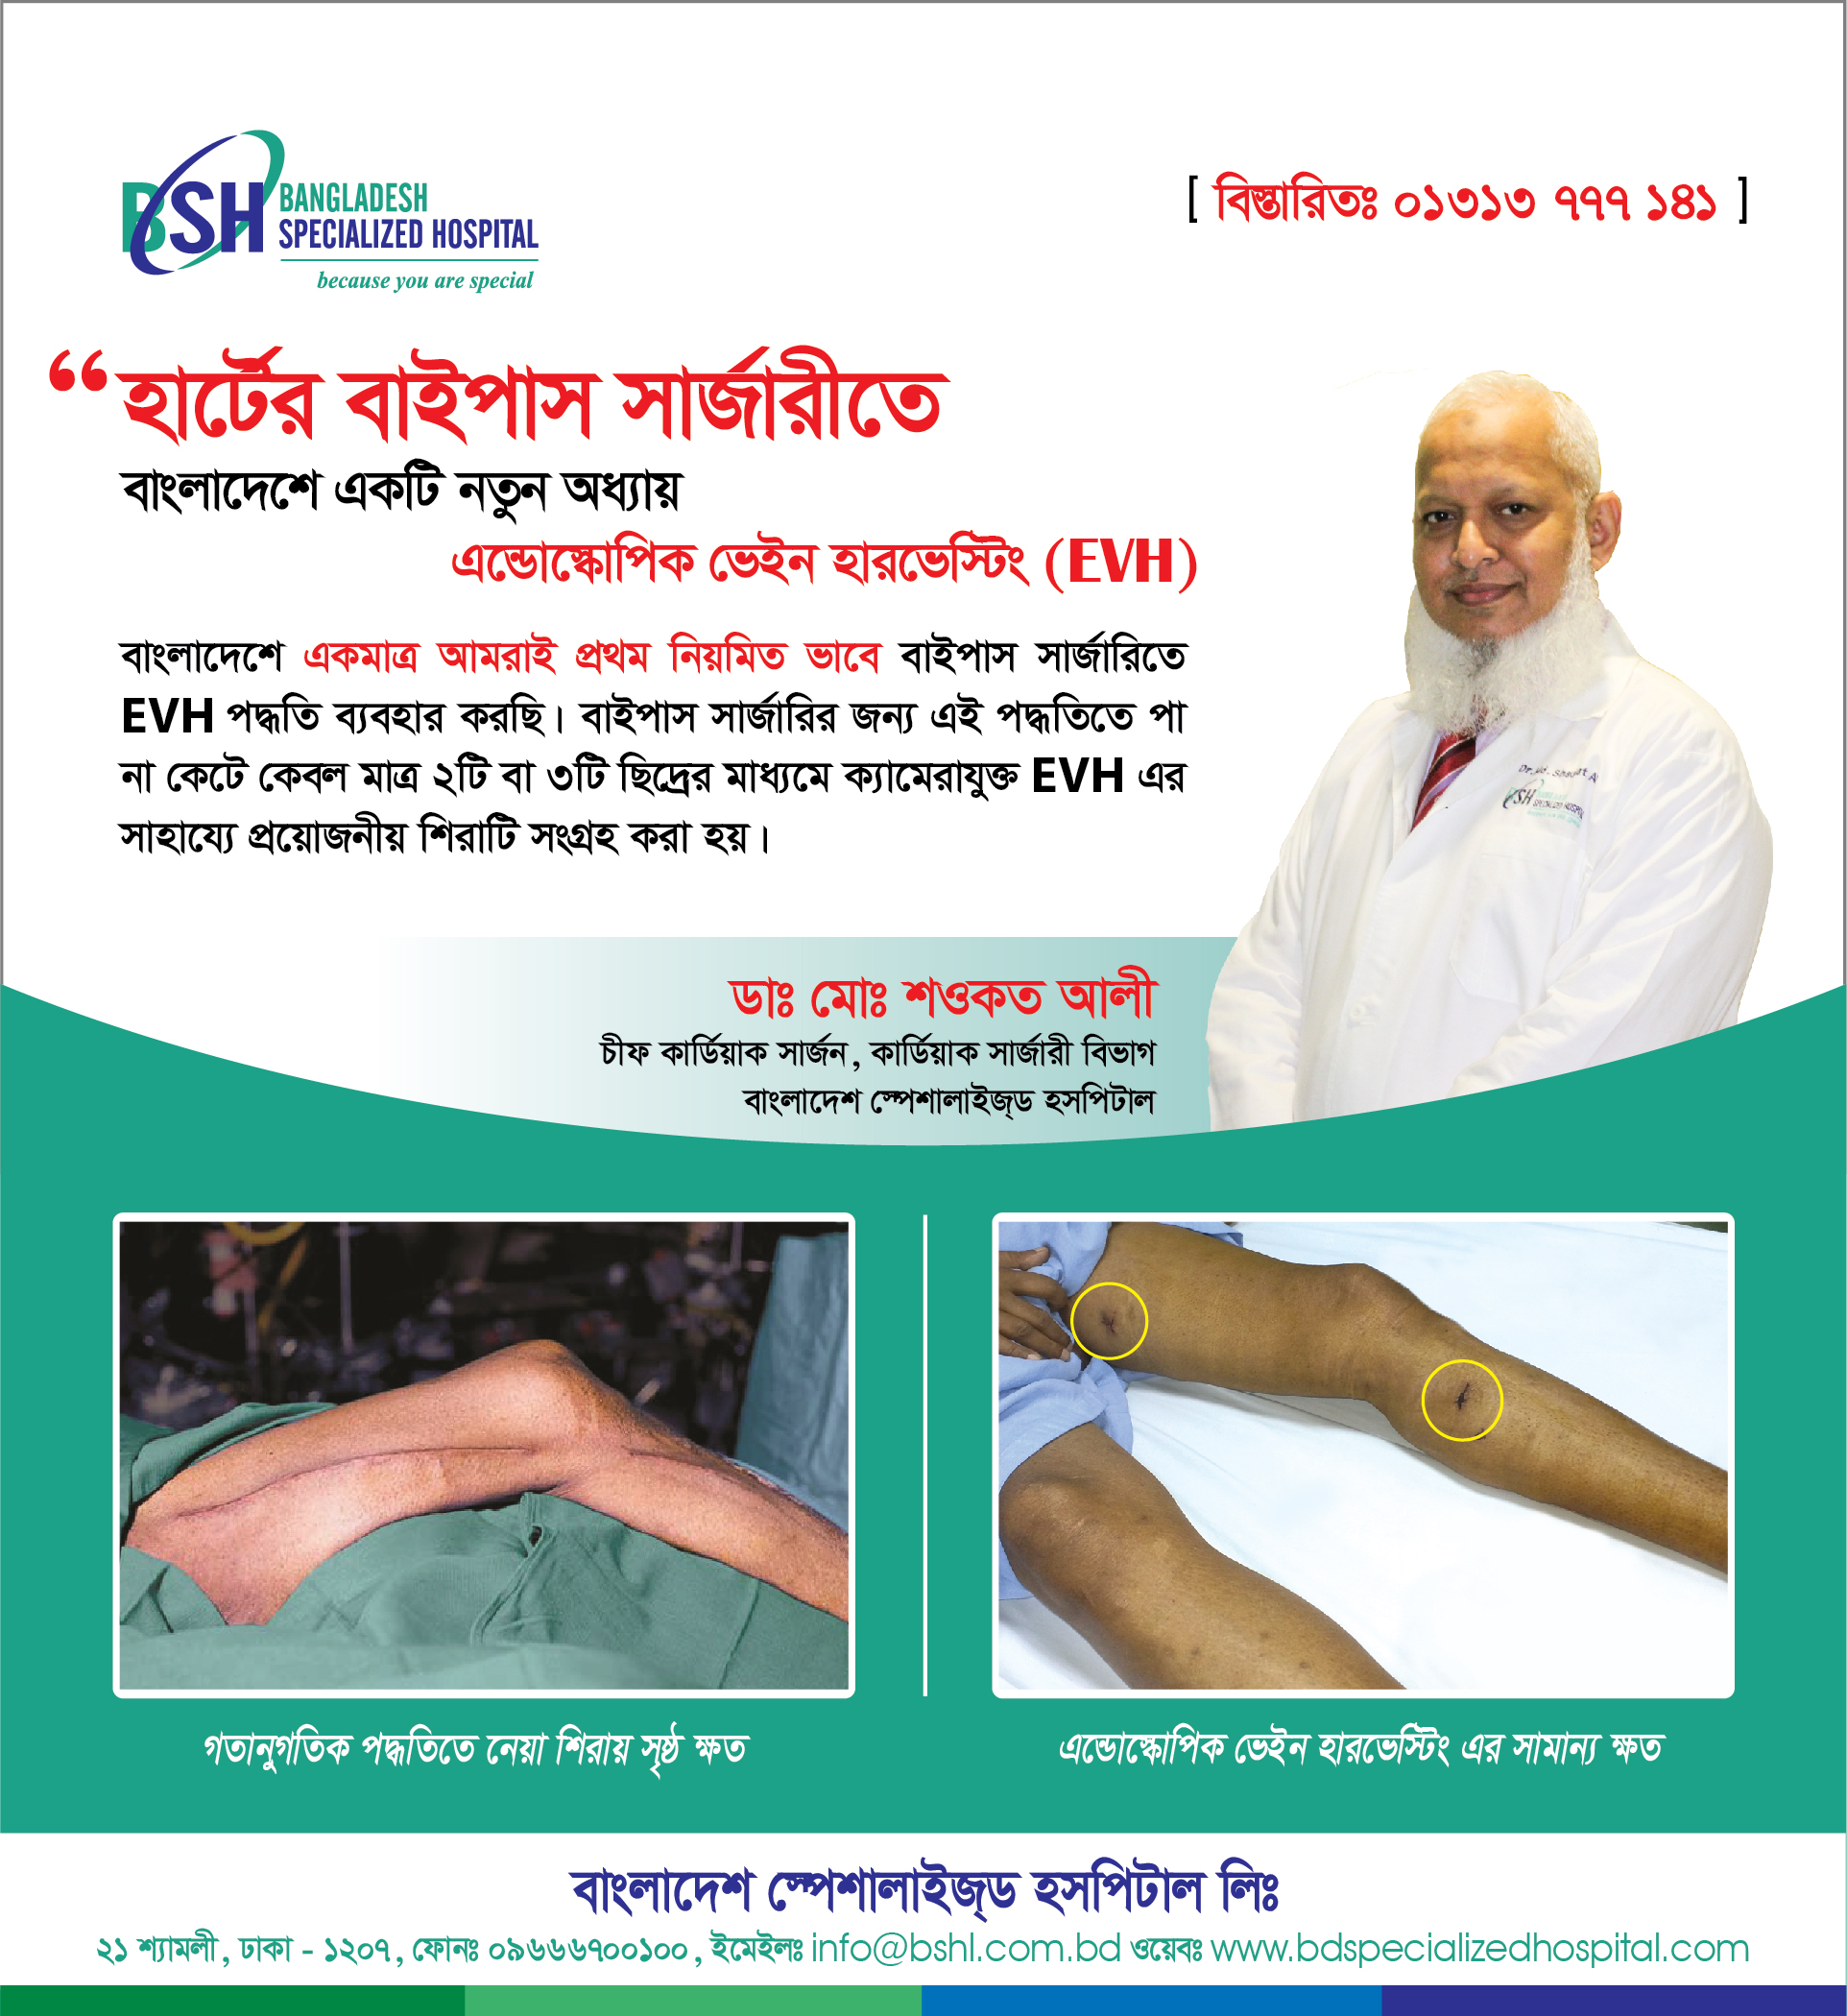 BSH BANGLADESH
SPECIALIZED HOSPITAL
because you are special
[ বিস্তারিতঃ ০১৩১৩ ৭৭৭ ১৪১ ]
“হার্টের বাইপাস সার্জারীতে
বাংলাদেশে একটি নতুন অধ্যায়
এন্ডোস্কোপিক ভেইন হারভেস্টিং (EVH)
বাংলাদেশে একমাত্র আমরাই প্রথম নিয়মিত ভাবে বাইপাস সার্জারিতে
EVH পদ্ধতি ব্যবহার করছি। বাইপাস সার্জারির জন্য এই পদ্ধতিতে পা
না কেটে কেবল মাত্র ২টি বা ৩টি ছিদ্রের মাধ্যমে ক্যামেরাযুক্ত EVH এর
সাহায্যে প্রয়োজনীয় শিরাটি সংগ্রহ করা হয়।
BSH
SPECIALIZED
ডাঃ মোঃ শওকত আলী
চীফ কার্ডিয়াক সার্জন, কার্ডিয়াক সার্জারী বিভাগ
বাংলাদেশ স্পেশালাইজ্‌ড হসপিটাল
গতানুগতিক পদ্ধতিতে নেয়া শিরায় সৃষ্ঠ ক্ষত
এন্ডোস্কোপিক ভেইন হারভেস্টিং এর সামান্য ক্ষত
বাংলাদেশ স্পেশালাইজ্‌ড হসপিটাল লিঃ
২১ শ্যামলী, ঢাকা - ১২০৭, ফোনঃ ০৯৬৬৬৭০০১০০, ইমেইলঃ info@bshl.com.bd ওয়েবঃ www.bdspecializedhospital.com